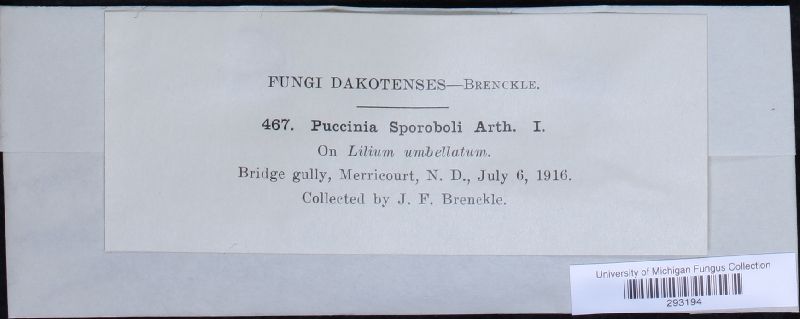 FUNGI DAKOTENSES—BRENCKLE.
467. Puccinia Sporoboli Arth. I.
On Lilium umbellatum.
Bridge gully, Merricourt, N. D., July 6, 1916.
Collected by J. F. Brenckle.
University of Michigan Fungus Collection
293194